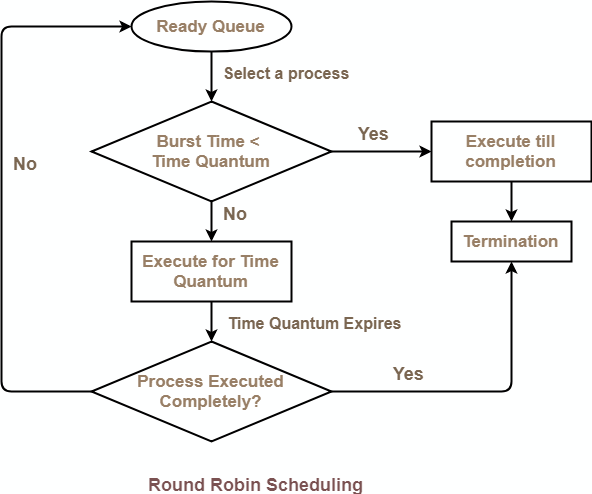 Ready Queue
Select a process
Burst Time <
Time Quantum
Yes
Execute till
completion
No
No
Termination
Execute for Time
Quantum
Time Quantum Expires
Process Executed
Completely?
Yes
Round Robin Scheduling